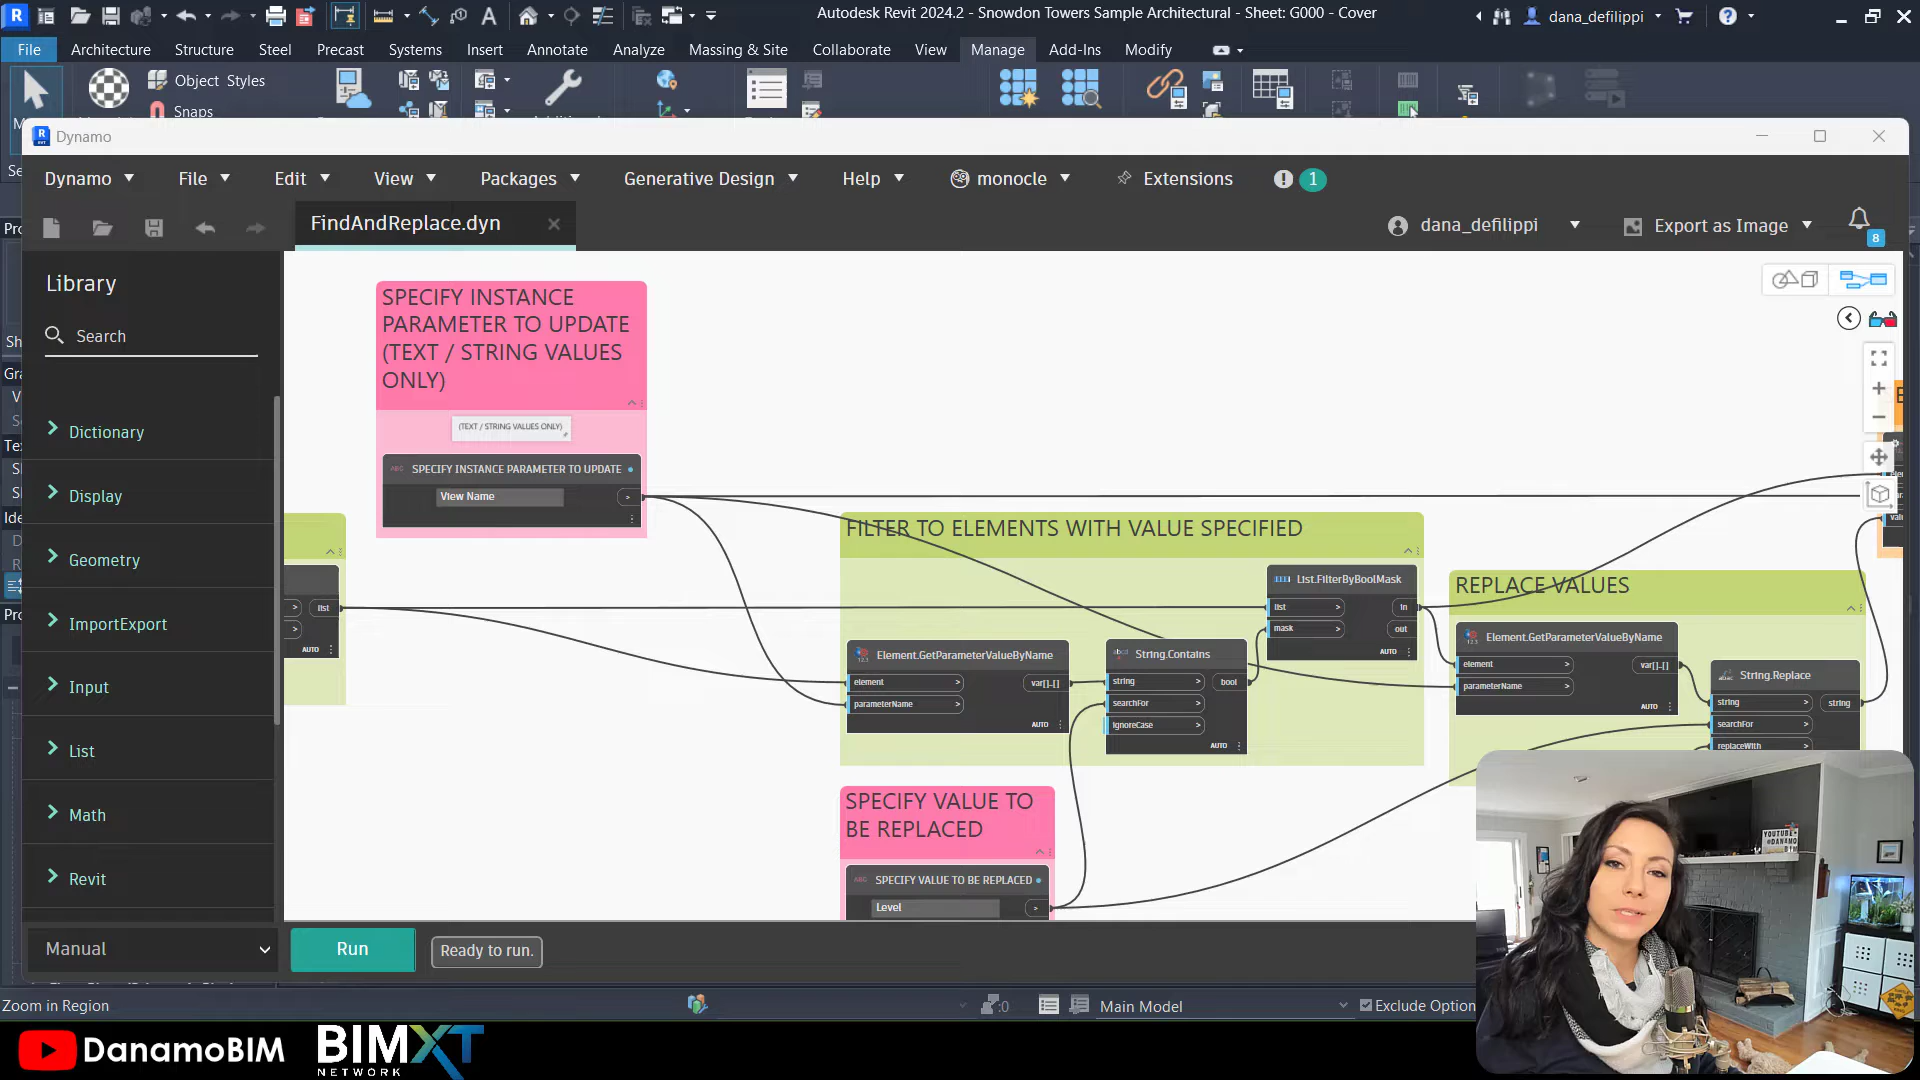 Autodesk Revit 2024.2 - Snowdon Towers Sample Architectural - Sheet: G000 - Cover
dana_defilippi
File Architecture Structure Steel Precast Systems Insert Annotate Analyze Massing & Site Collaborate View Manage Add-Ins Modify
Object Styles
Snaps
Dynamo
Dynamo File Edit View Packages Generative Design Help monocle Extensions 1
FindAndReplace.dyn
dana_defilippi
Export as Image
8
Library
Search
Dictionary
Display
Geometry
ImportExport
Input
List
Math
Revit
SPECIFY INSTANCE
PARAMETER TO UPDATE
(TEXT / STRING VALUES
ONLY)
(TEXT / STRING VALUES ONLY)
SPECIFY INSTANCE PARAMETER TO UPDATE
View Name
list
AUTO
FILTER TO ELEMENTS WITH VALUE SPECIFIED
Element.GetParameterValueByName
element
var[]..[]
parameterName
AUTO
String.Contains
string
bool
searchFor
ignoreCase
AUTO
List.FilterByBoolMask
list
in
mask
out
AUTO
REPLACE VALUES
Element.GetParameterValueByName
element
var[]..[]
parameterName
AUTO
String.Replace
string
string
searchFor
replaceWith
SPECIFY VALUE TO
BE REPLACED
SPECIFY VALUE TO BE REPLACED
Level
Manual
Run
Ready to run.
Zoom in Region
:0
Main Model
Exclude Option
YOUTUBE
@DANAMO
BIM
DanamoBIM
BIMXT
NETWORK